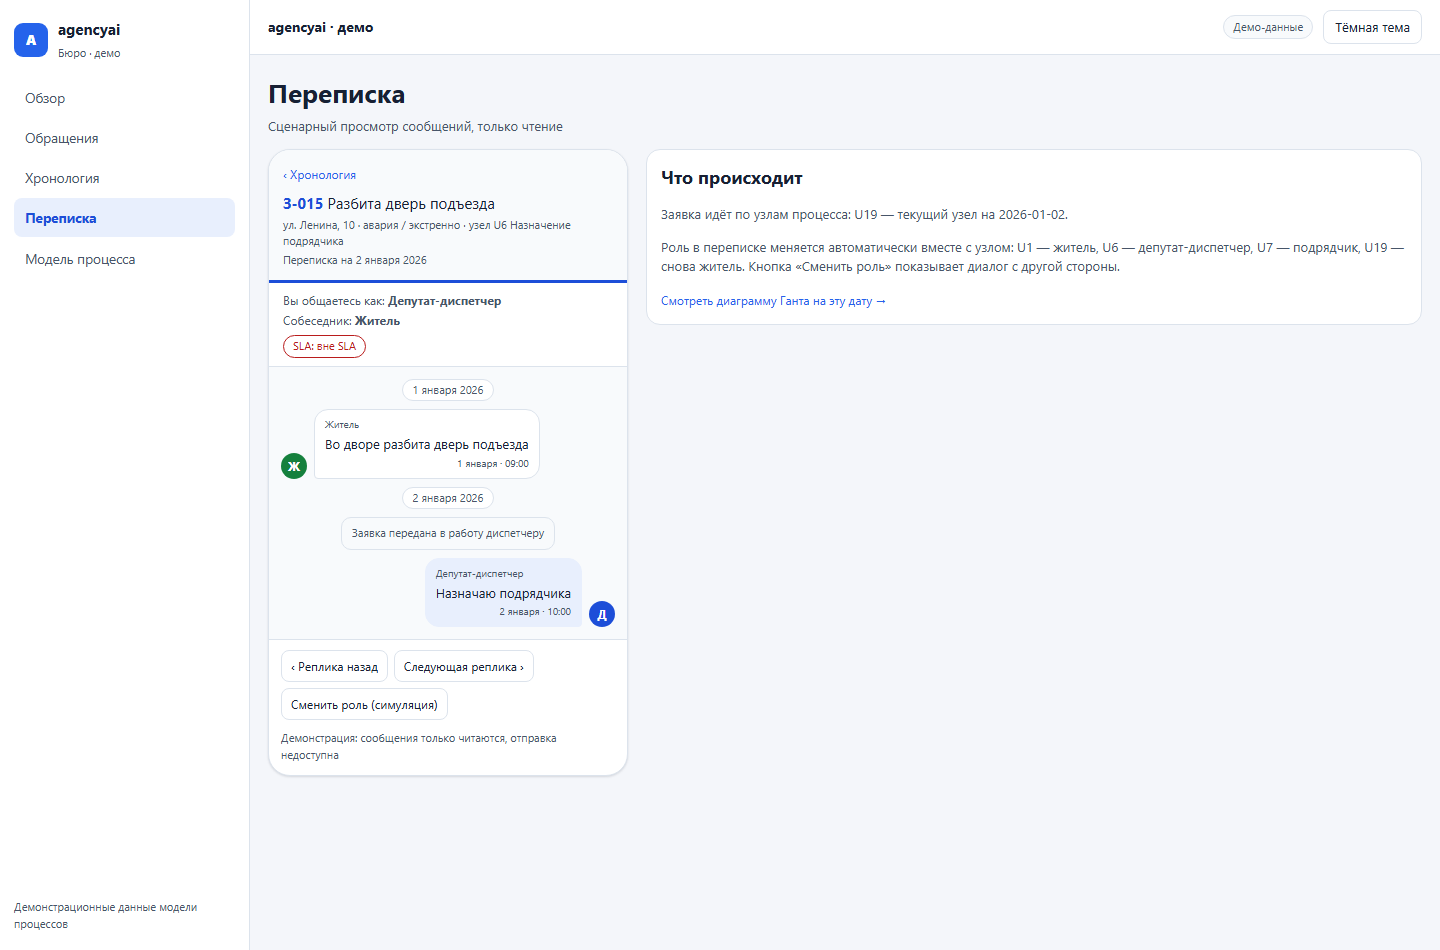 A
agencyai
Бюро · демо
Обзор
Обращения
Хронология
Переписка
Модель процесса
Демонстрационные данные модели
процессов
agencyai · демо
Демо-данные
Тёмная тема
Переписка
Сценарный просмотр сообщений, только чтение
‹ Хронология
З-015 Разбита дверь подъезда
ул. Ленина, 10 · авария / экстренно · узел U6 Назначение
подрядчика
Переписка на 2 января 2026
Вы общаетесь как: Депутат-диспетчер
Собеседник: Житель
SLA: вне SLA
1 января 2026
Житель
Во дворе разбита дверь подъезда
1 января · 09:00
Ж
2 января 2026
Заявка передана в работу диспетчеру
Депутат-диспетчер
Назначаю подрядчика
2 января · 10:00
Д
‹ Реплика назад
Следующая реплика ›
Сменить роль (симуляция)
Демонстрация: сообщения только читаются, отправка
недоступна
Что происходит
Заявка идёт по узлам процесса: U19 — текущий узел на 2026-01-02.
Роль в переписке меняется автоматически вместе с узлом: U1 — житель, U6 — депутат-диспетчер, U7 — подрядчик, U19 —
снова житель. Кнопка «Сменить роль» показывает диалог с другой стороны.
Смотреть диаграмму Ганта на эту дату →